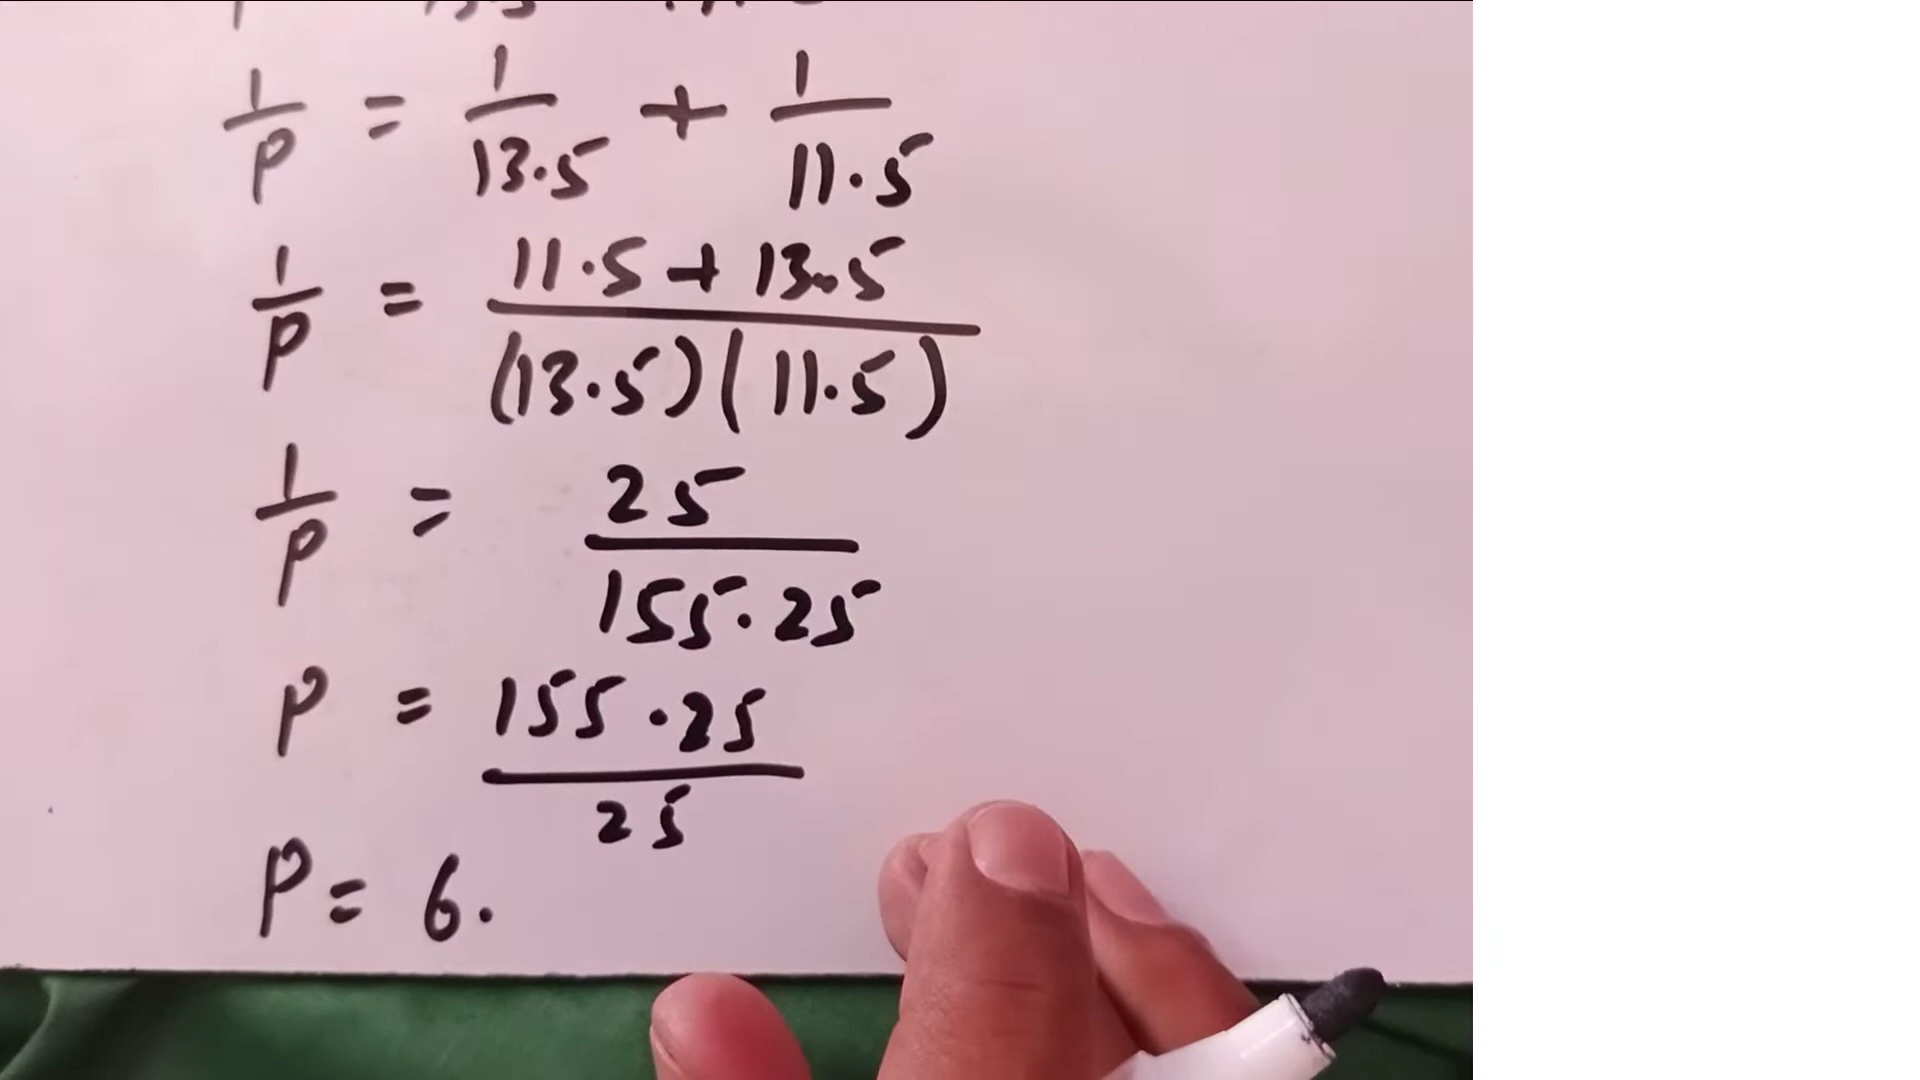 1/P = 1/13.5 + 1/11.5
1/P = 11.5 + 13.5/(13.5)(11.5)
1/P = 25/155.25
P = 155.25/25
P = 6.